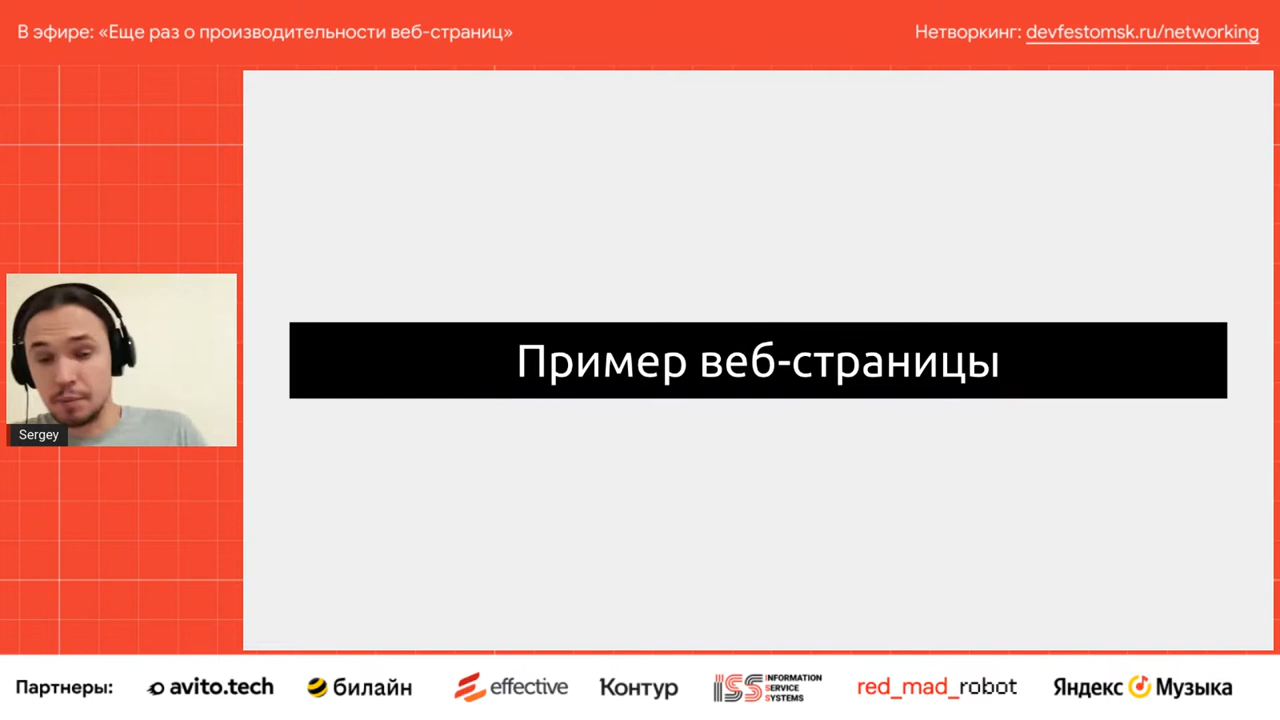 В эфире: «Еще раз о производительности веб-страниц»
Нетворкинг: devfestomsk.ru/networking
Пример веб-страницы
Sergey
Партнеры:
avito.tech
билайн
effective
Контур
ISS INFORMATION SERVICE SYSTEMS
red_mad_robot
Яндекс Музыка